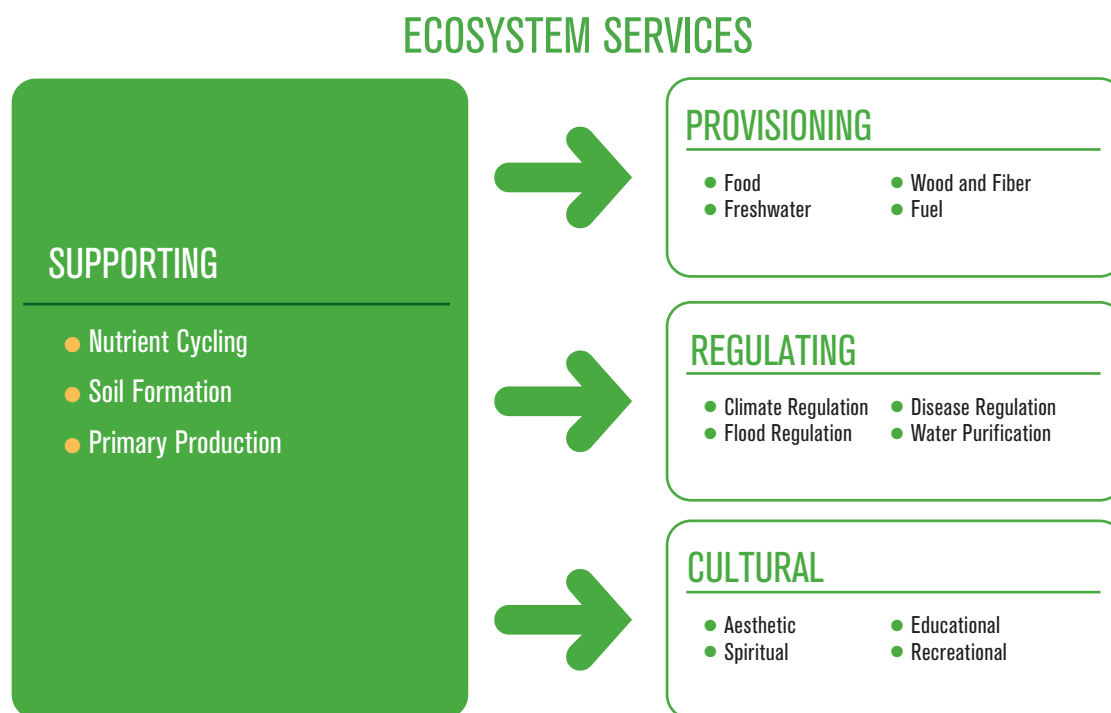 ECOSYSTEM SERVICES
SUPPORTING
Nutrient Cycling
Soil Formation
Primary Production
PROVISIONING
Food
Freshwater
Wood and Fiber
Fuel
REGULATING
Climate Regulation
Flood Regulation
Disease Regulation
Water Purification
CULTURAL
Aesthetic
Spiritual
Educational
Recreational